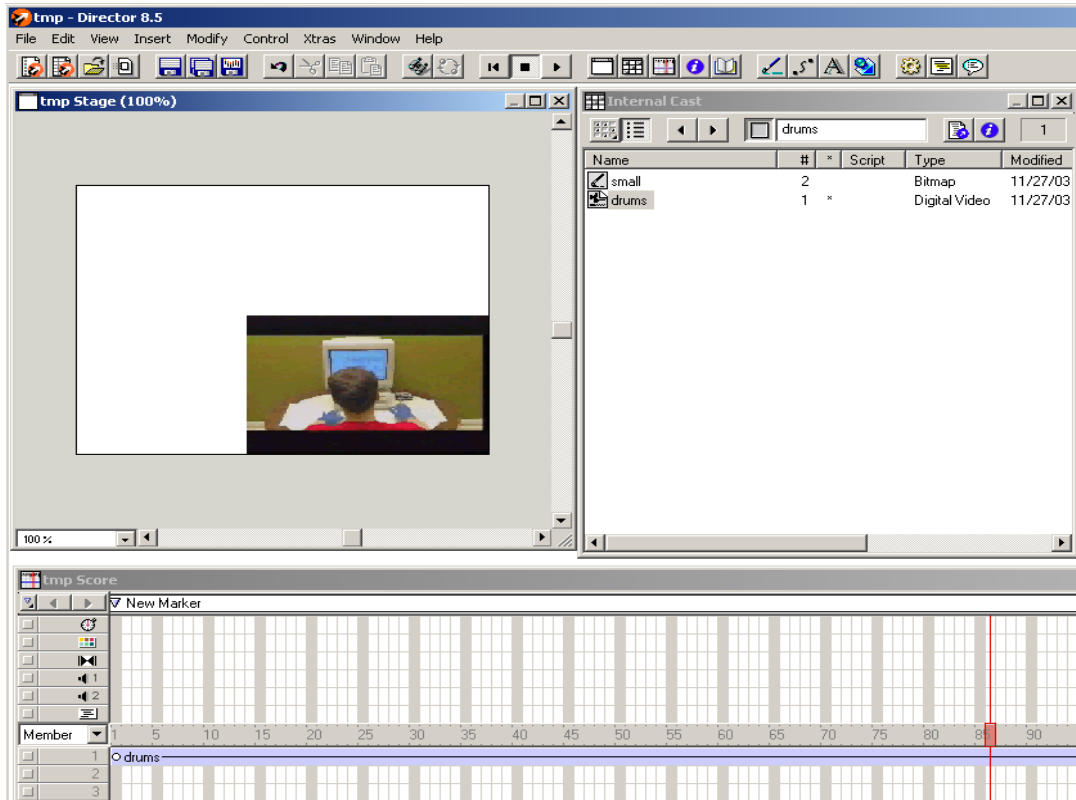 tmp - Director 8.5
File Edit View Insert Modify Control Xtras Window Help
tmp Stage (100%)
100 %
Internal Cast
drums
1
Name # * Script Type Modified
small 2 Bitmap 11/27/03
drums 1 * Digital Video 11/27/03
tmp Score
New Marker
1
2
Member 1 5 10 15 20 25 30 35 40 45 50 55 60 65 70 75 80 85 90
1 drums
2
3